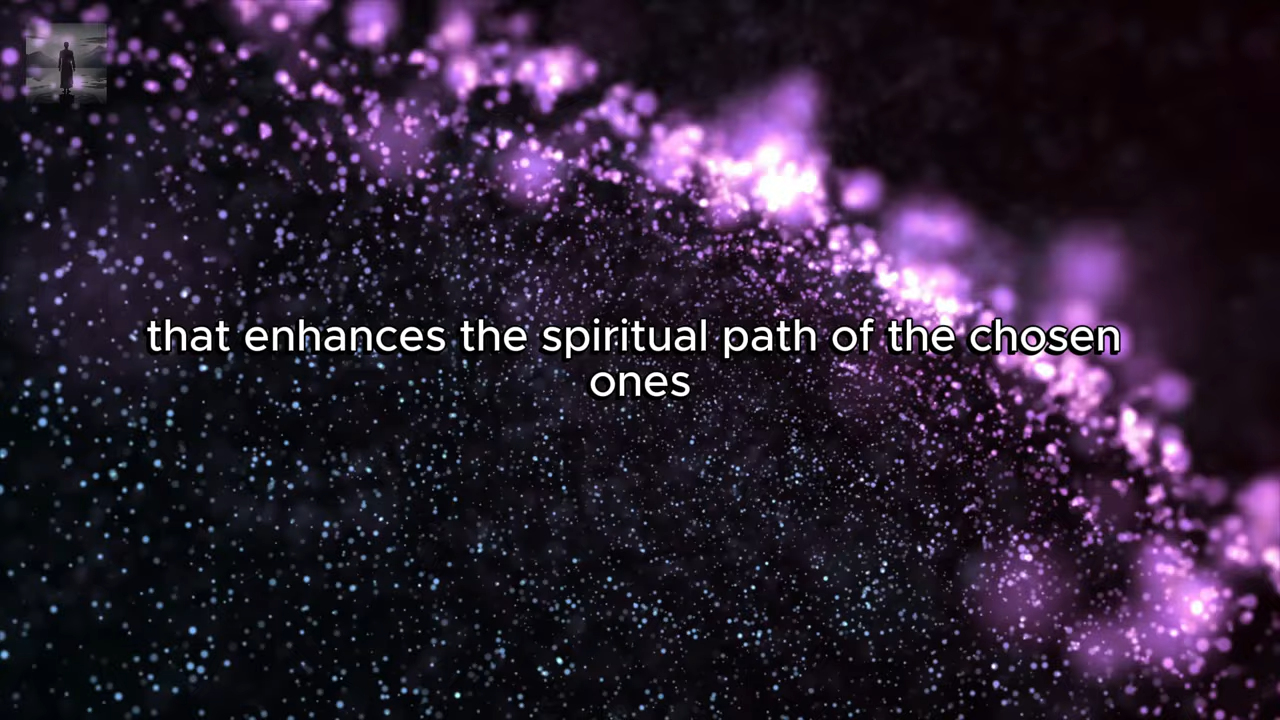 that enhances the spiritual path of the chosen
ones